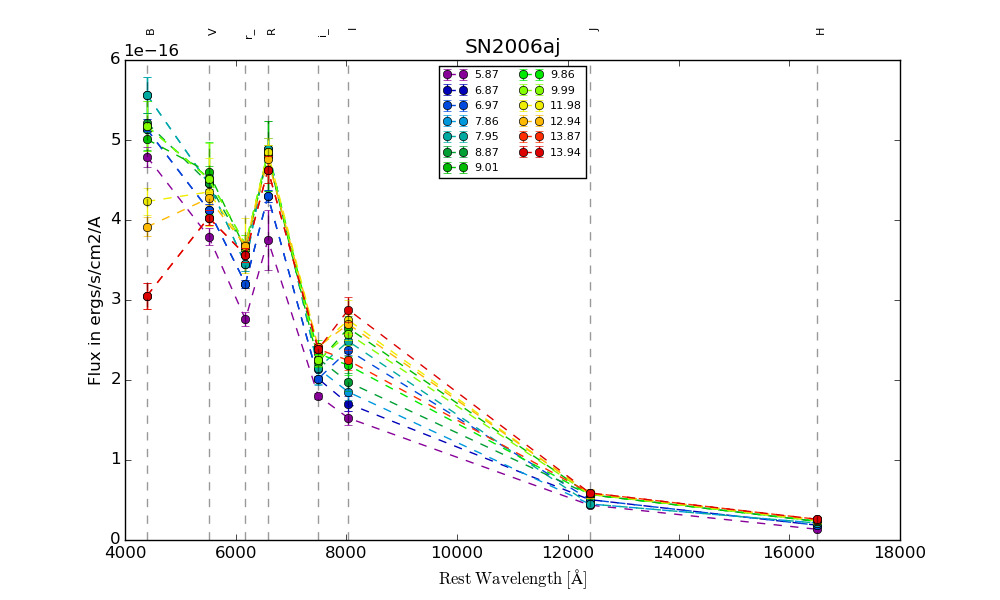 B V r_ R i_ I J H
1e−16
SN2006aj
6
5
4
3
2
1
0
Flux in ergs/s/cm2/A
5.87 9.86
6.87 9.99
6.97 11.98
7.86 12.94
7.95 13.87
8.87 13.94
9.01
4000 6000 8000 10000 12000 14000 16000 18000
Rest Wavelength [Å]